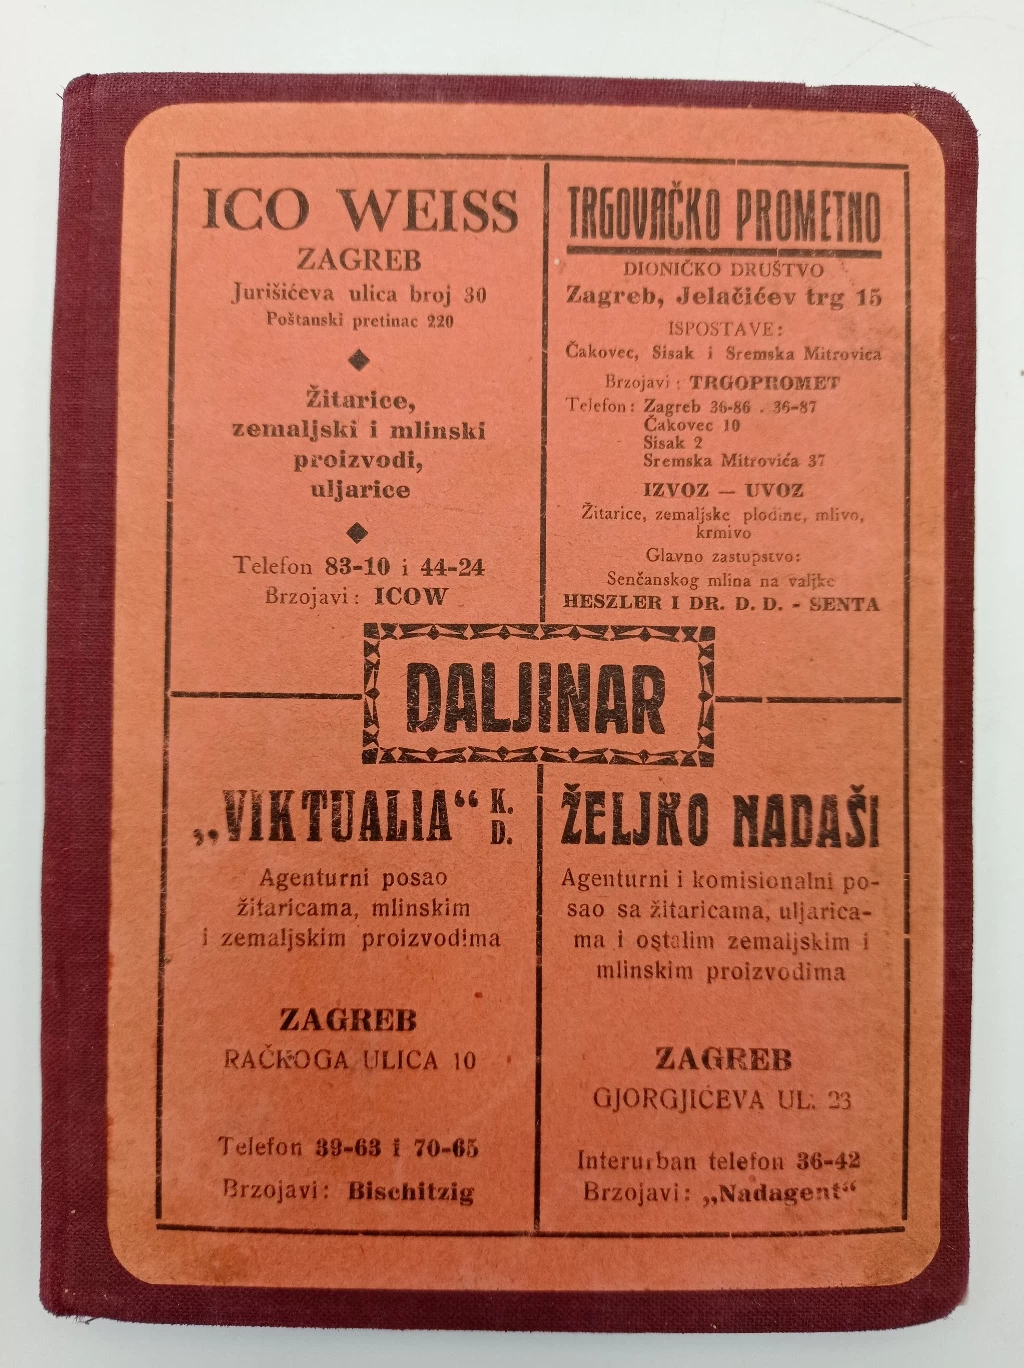 ICO WEISS
ZAGREB
Jurišićeva ulica broj 30
Poštanski pretinac 220
Žitarice,
zemaljski i mlinski
proizvodi,
uljarice
Telefon 83-10 i 44-24
Brzojavi: ICOW
TRGOVAČKO PROMETNO
DIONIČKO DRUŠTVO
Zagreb, Jelačićev trg 15
ISPOSTAVE:
Čakovec, Sisak i Sremska Mitrovica
Brzojavi: TRGOPROMET
Telefon: Zagreb 36-86 . 36-87
Čakovec 10
Sisak 2
Sremska Mitrovića 37
IZVOZ — UVOZ
Žitarice, zemaljske plodine, mlivo,
krmivo
Glavno zastupstvo:
Senčanskog mlina na valjke
HESZLER I DR. D. D. - SENTA
DALJINAR
„VIKTUALIA“ K. D.
Agenturni posao
žitaricama, mlinskim
i zemaljskim proizvodima
ZAGREB
RAČKOGA ULICA 10
Telefon 39-63 i 70-65
Brzojavi: Bischitzig
ŽELJKO NADAŠI
Agenturni i komisionalni po-
sao sa žitaricama, uljarica-
ma i ostalim zemaljskim i
mlinskim proizvodima
ZAGREB
GJORGJIĆEVA UL. 23
Interurban telefon 36-42
Brzojavi: „Nadagent“